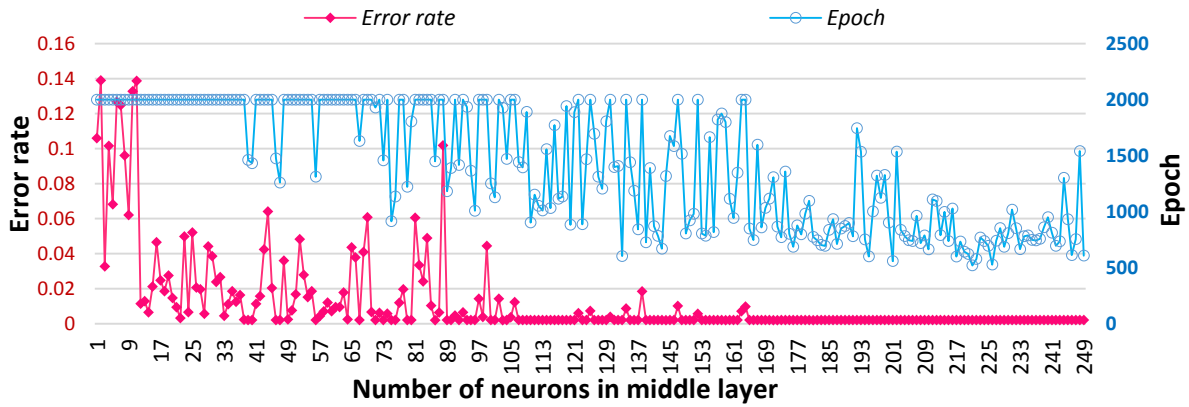 Error rate Epoch
0.16 2500
0.14
0.12 2000
0.1 1500
0.08
0.06 1000
0.04 500
0.02
0 0
Error rate
Epoch
1 9 17 25 33 41 49 57 65 73 81 89 97 105 113 121 129 137 145 153 161 169 177 185 193 201 209 217 225 233 241 249
Number of neurons in middle layer